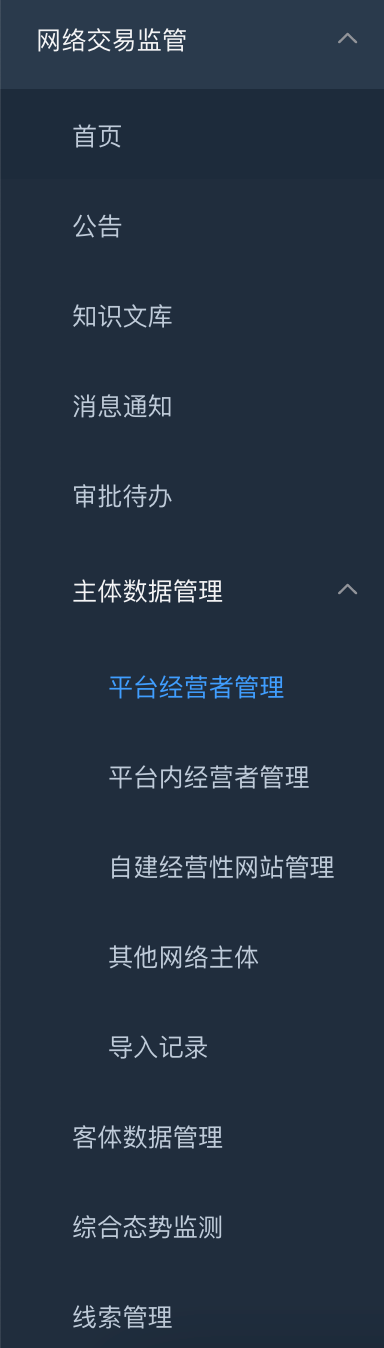 网络交易监管
首页
公告
知识文库
消息通知
审批待办
主体数据管理
平台经营者管理
平台内经营者管理
自建经营性网站管理
其他网络主体
导入记录
客体数据管理
综合态势监测
线索管理